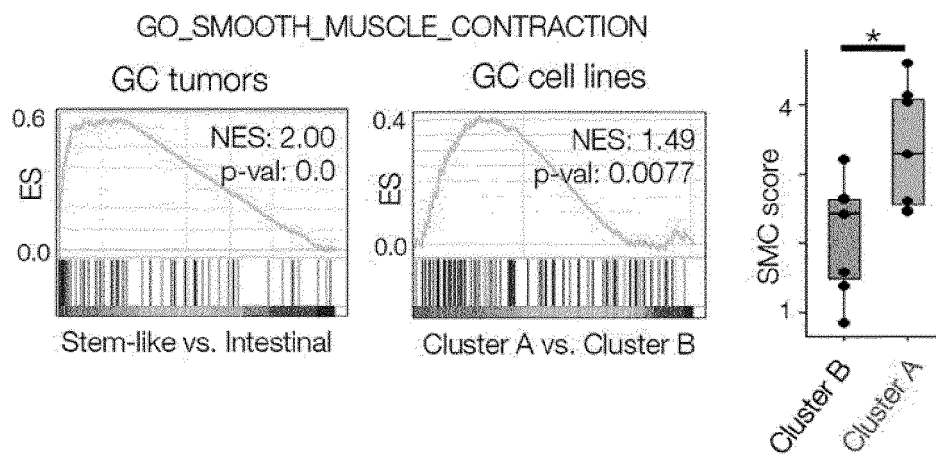 GO_SMOOTH_MUSCLE_CONTRACTION
GC tumors
0.6
ES
0.0
NES: 2.00
p-val: 0.0
Stem-like vs. Intestinal
GC cell lines
0.4
ES
0.0
NES: 1.49
p-val: 0.0077
Cluster A vs. Cluster B
*
4
SMC score
1
Cluster B
Cluster A